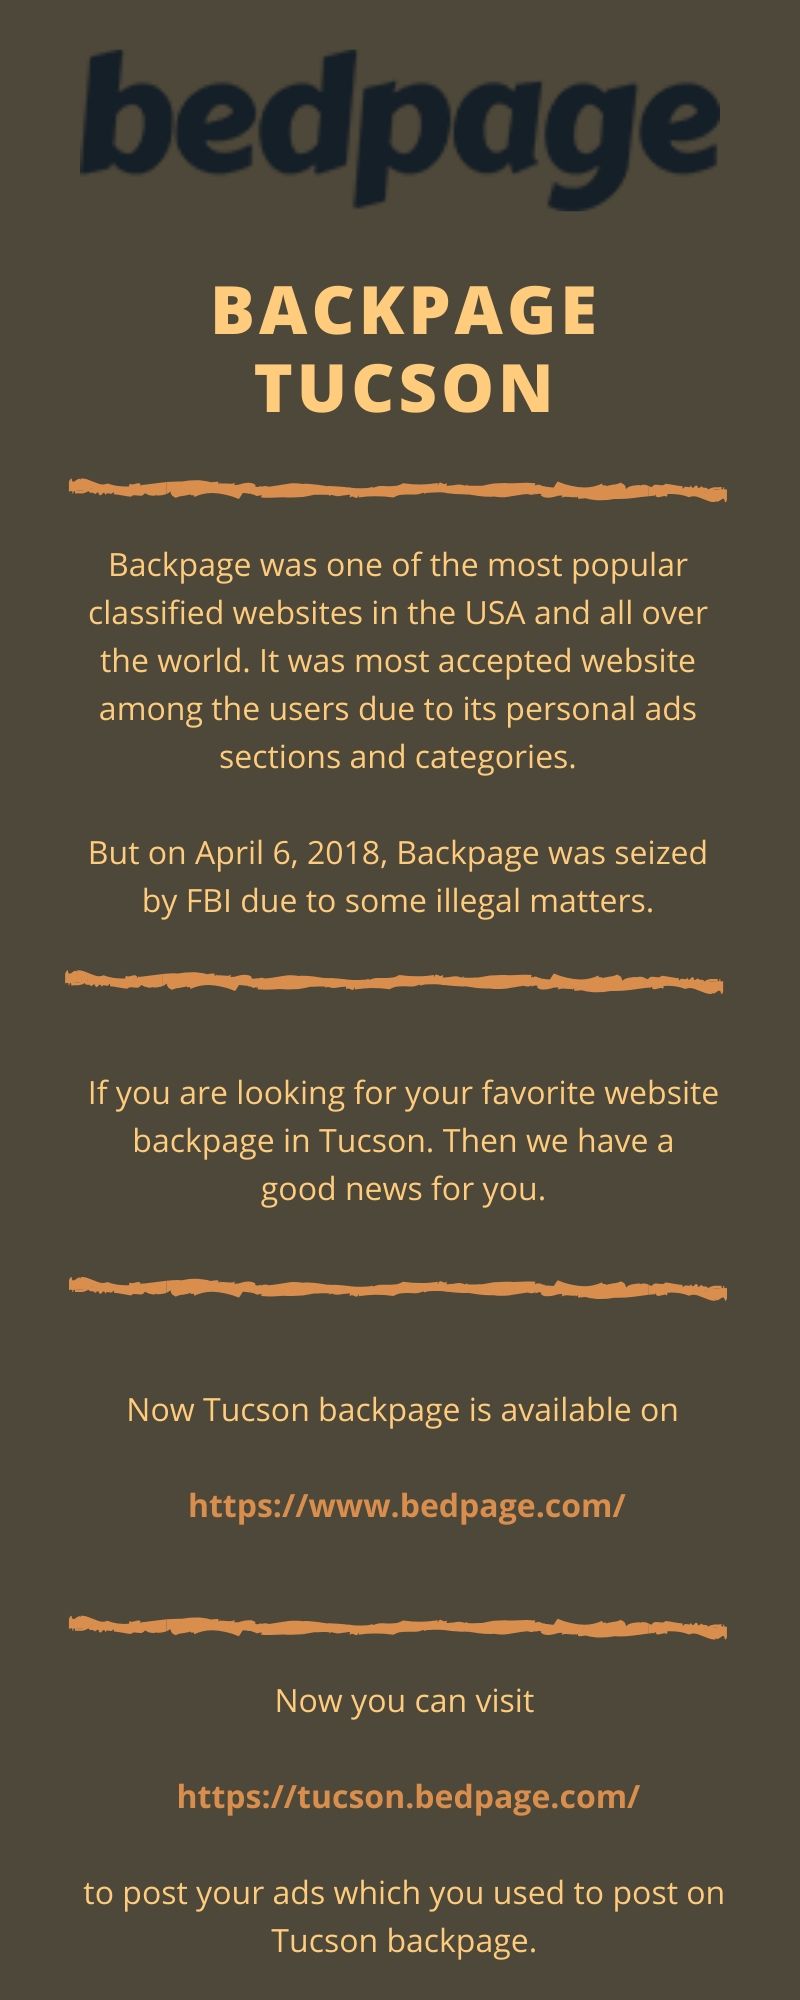 bedpage
BACKPAGE
TUCSON
Backpage was one of the most popular
classified websites in the USA and all over
the world. It was most accepted website
among the users due to its personal ads
sections and categories.
But on April 6, 2018, Backpage was seized
by FBI due to some illegal matters.
If you are looking for your favorite website
backpage in Tucson. Then we have a
good news for you.
Now Tucson backpage is available on
https://www.bedpage.com/
Now you can visit
https://tucson.bedpage.com/
to post your ads which you used to post on
Tucson backpage.